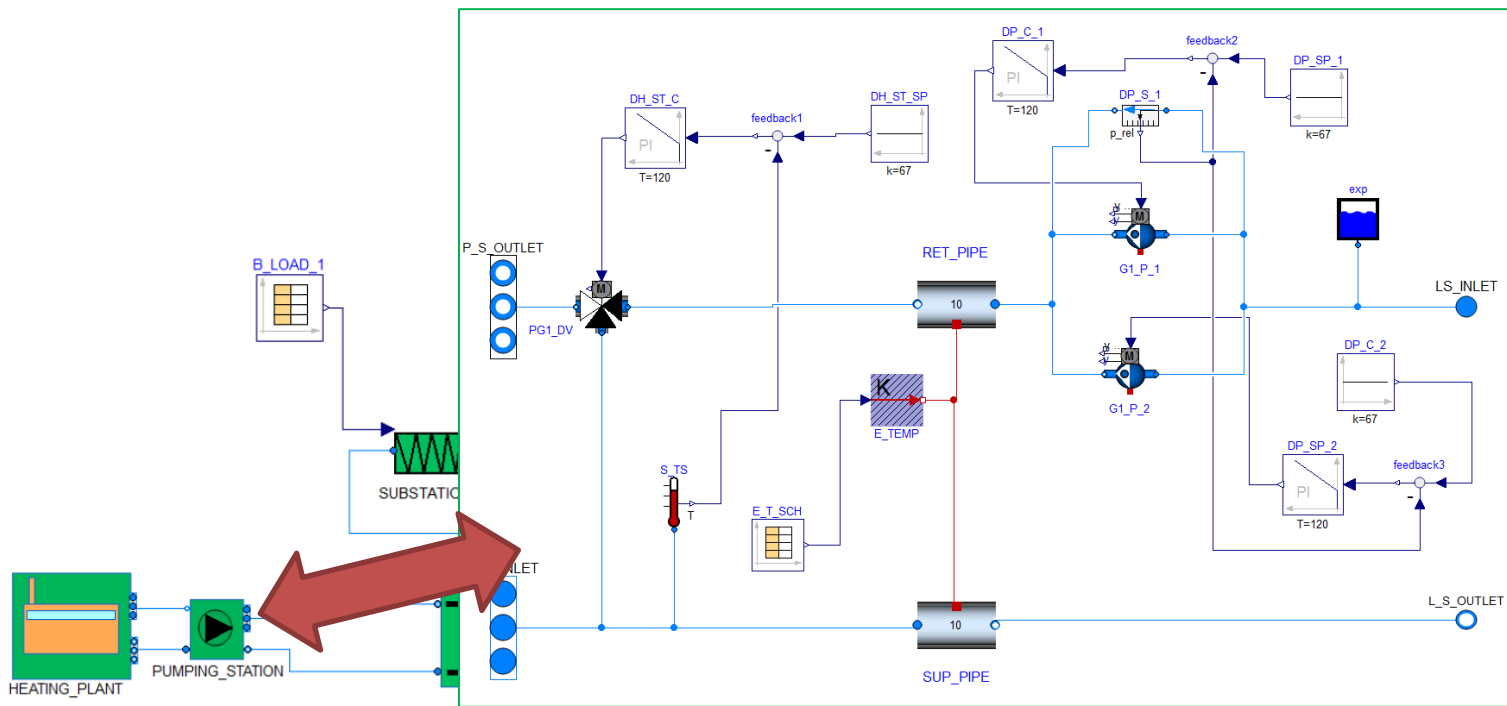 DP_C_1
feedback2
DP_SP_1
DH_ST_C
DH_ST_SP
feedback1
DP_S_1
PI
-
p_rel
T=120
k=67
PI
-
T=120
k=67
exp
M
P_S_OUTLET
B_LOAD_1
RET_PIPE
G1_P_1
M
10
LS_INLET
PG1_DV
M
DP_C_2
K
G1_P_2
k=67
E_TEMP
DP_SP_2
feedback3
S_TS
PI
-
SUBSTATIO
T
E_T_SCH
T=120
NLET
L_S_OUTLET
10
PUMPING_STATION
SUP_PIPE
HEATING_PLANT